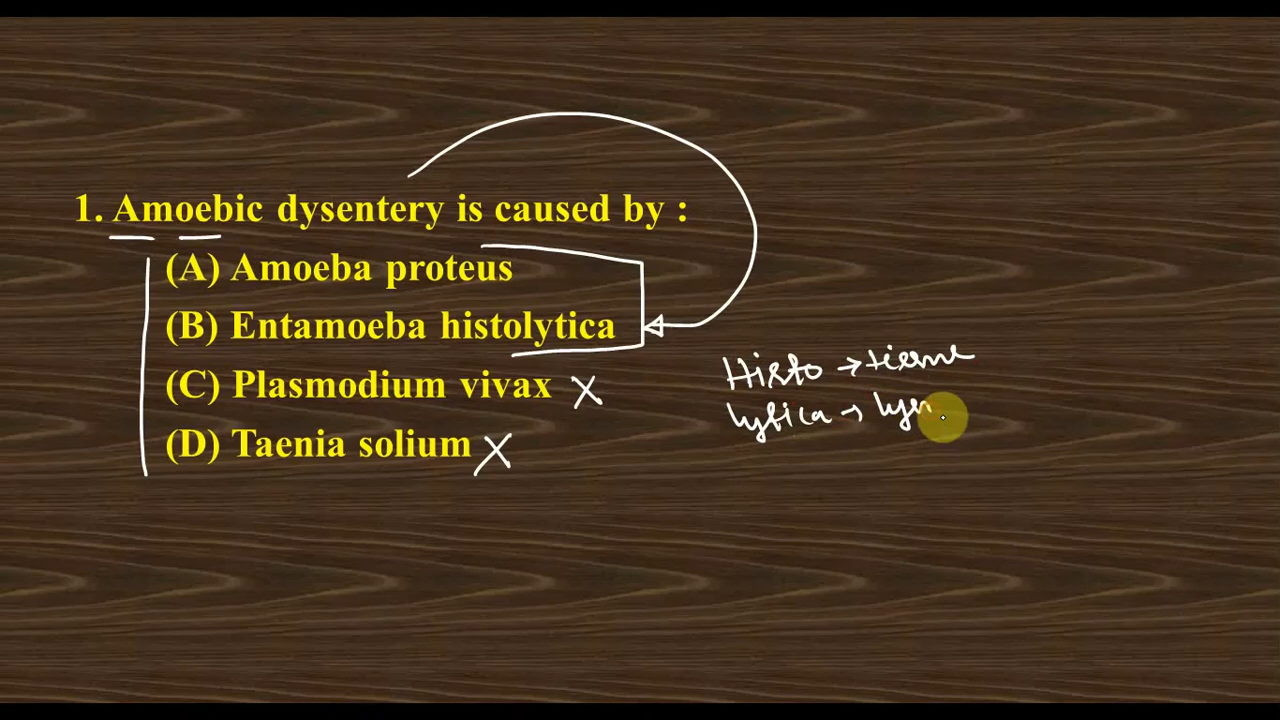 1. Amoebic dysentery is caused by :
(A) Amoeba proteus
(B) Entamoeba histolytica
(C) Plasmodium vivax X
(D) Taenia solium X
Histo → tissue
lytica → lys